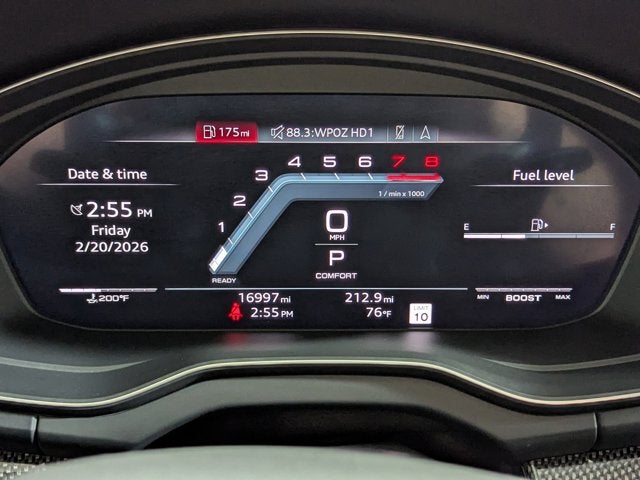 175 mi 88.3:WPOZ HD1
Date & time
2:55 PM
Friday
2/20/2026
200°F
1 2 3 4 5 6 7 8
1 / min x 1000
0
MPH
P
COMFORT
READY
Fuel level
E F
MIN BOOST MAX
16997 mi 212.9 mi
2:55 PM 76°F
LIMIT
10